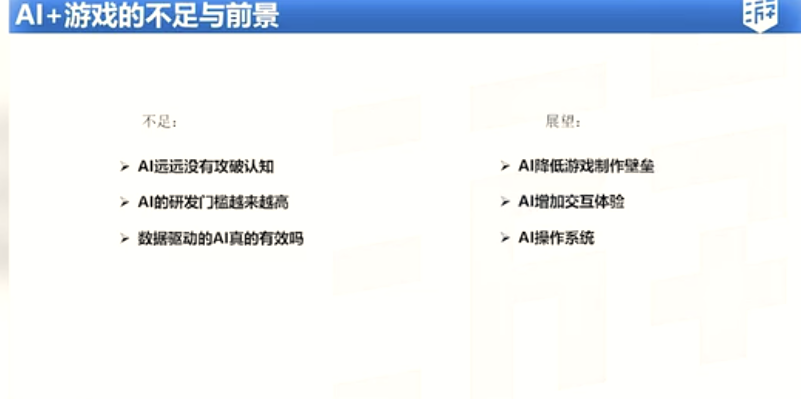 AI+游戏的不足与前景
不足：
➢ AI远远没有攻破认知
➢ AI的研发门槛越来越高
➢ 数据驱动的AI真的有效吗
展望：
➢ AI降低游戏制作壁垒
➢ AI增加交互体验
➢ AI操作系统